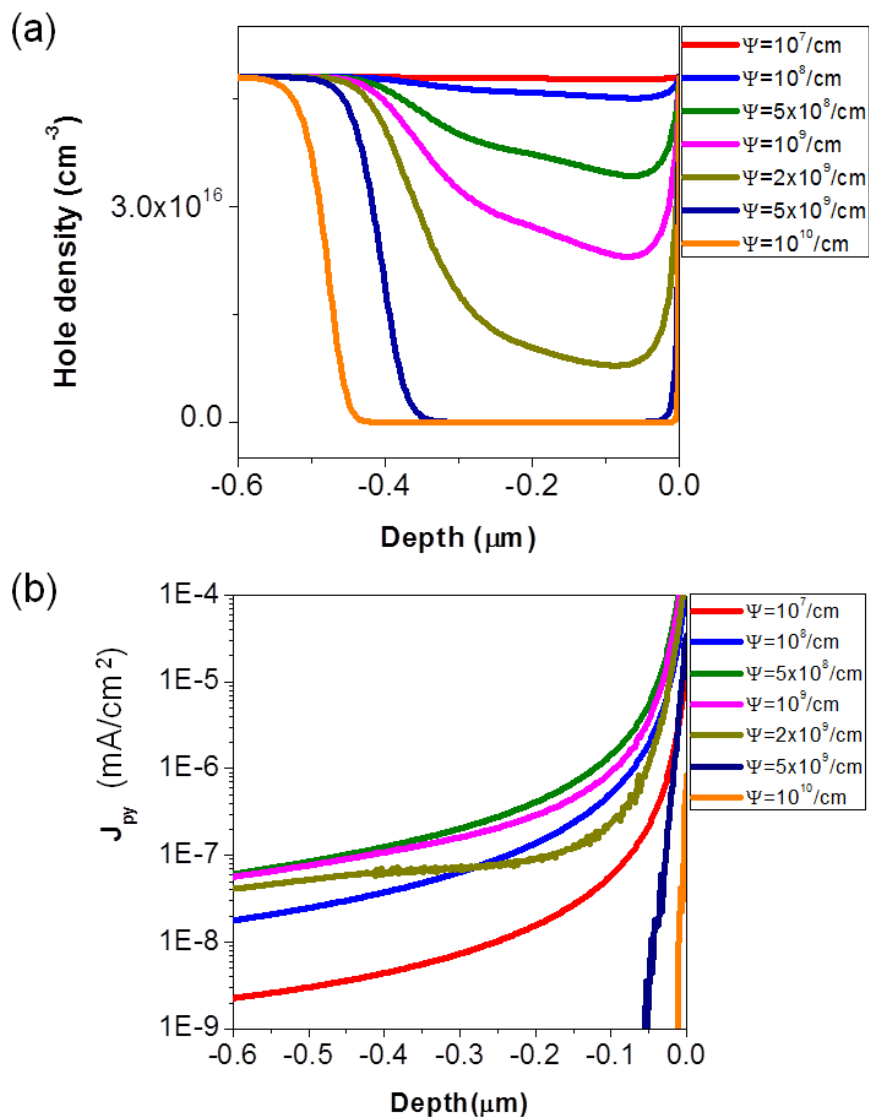 (a)
Hole density (cm⁻³)
3.0x10¹⁶
0.0
-0.6
-0.4
-0.2
0.0
Depth (μm)
Ψ=10⁷/cm
Ψ=10⁸/cm
Ψ=5x10⁸/cm
Ψ=10⁹/cm
Ψ=2x10⁹/cm
Ψ=5x10⁹/cm
Ψ=10¹⁰/cm
(b)
J_py (mA/cm²)
1E-4
1E-5
1E-6
1E-7
1E-8
1E-9
-0.6
-0.5
-0.4
-0.3
-0.2
-0.1
0.0
Depth(μm)
Ψ=10⁷/cm
Ψ=10⁸/cm
Ψ=5x10⁸/cm
Ψ=10⁹/cm
Ψ=2x10⁹/cm
Ψ=5x10⁹/cm
Ψ=10¹⁰/cm